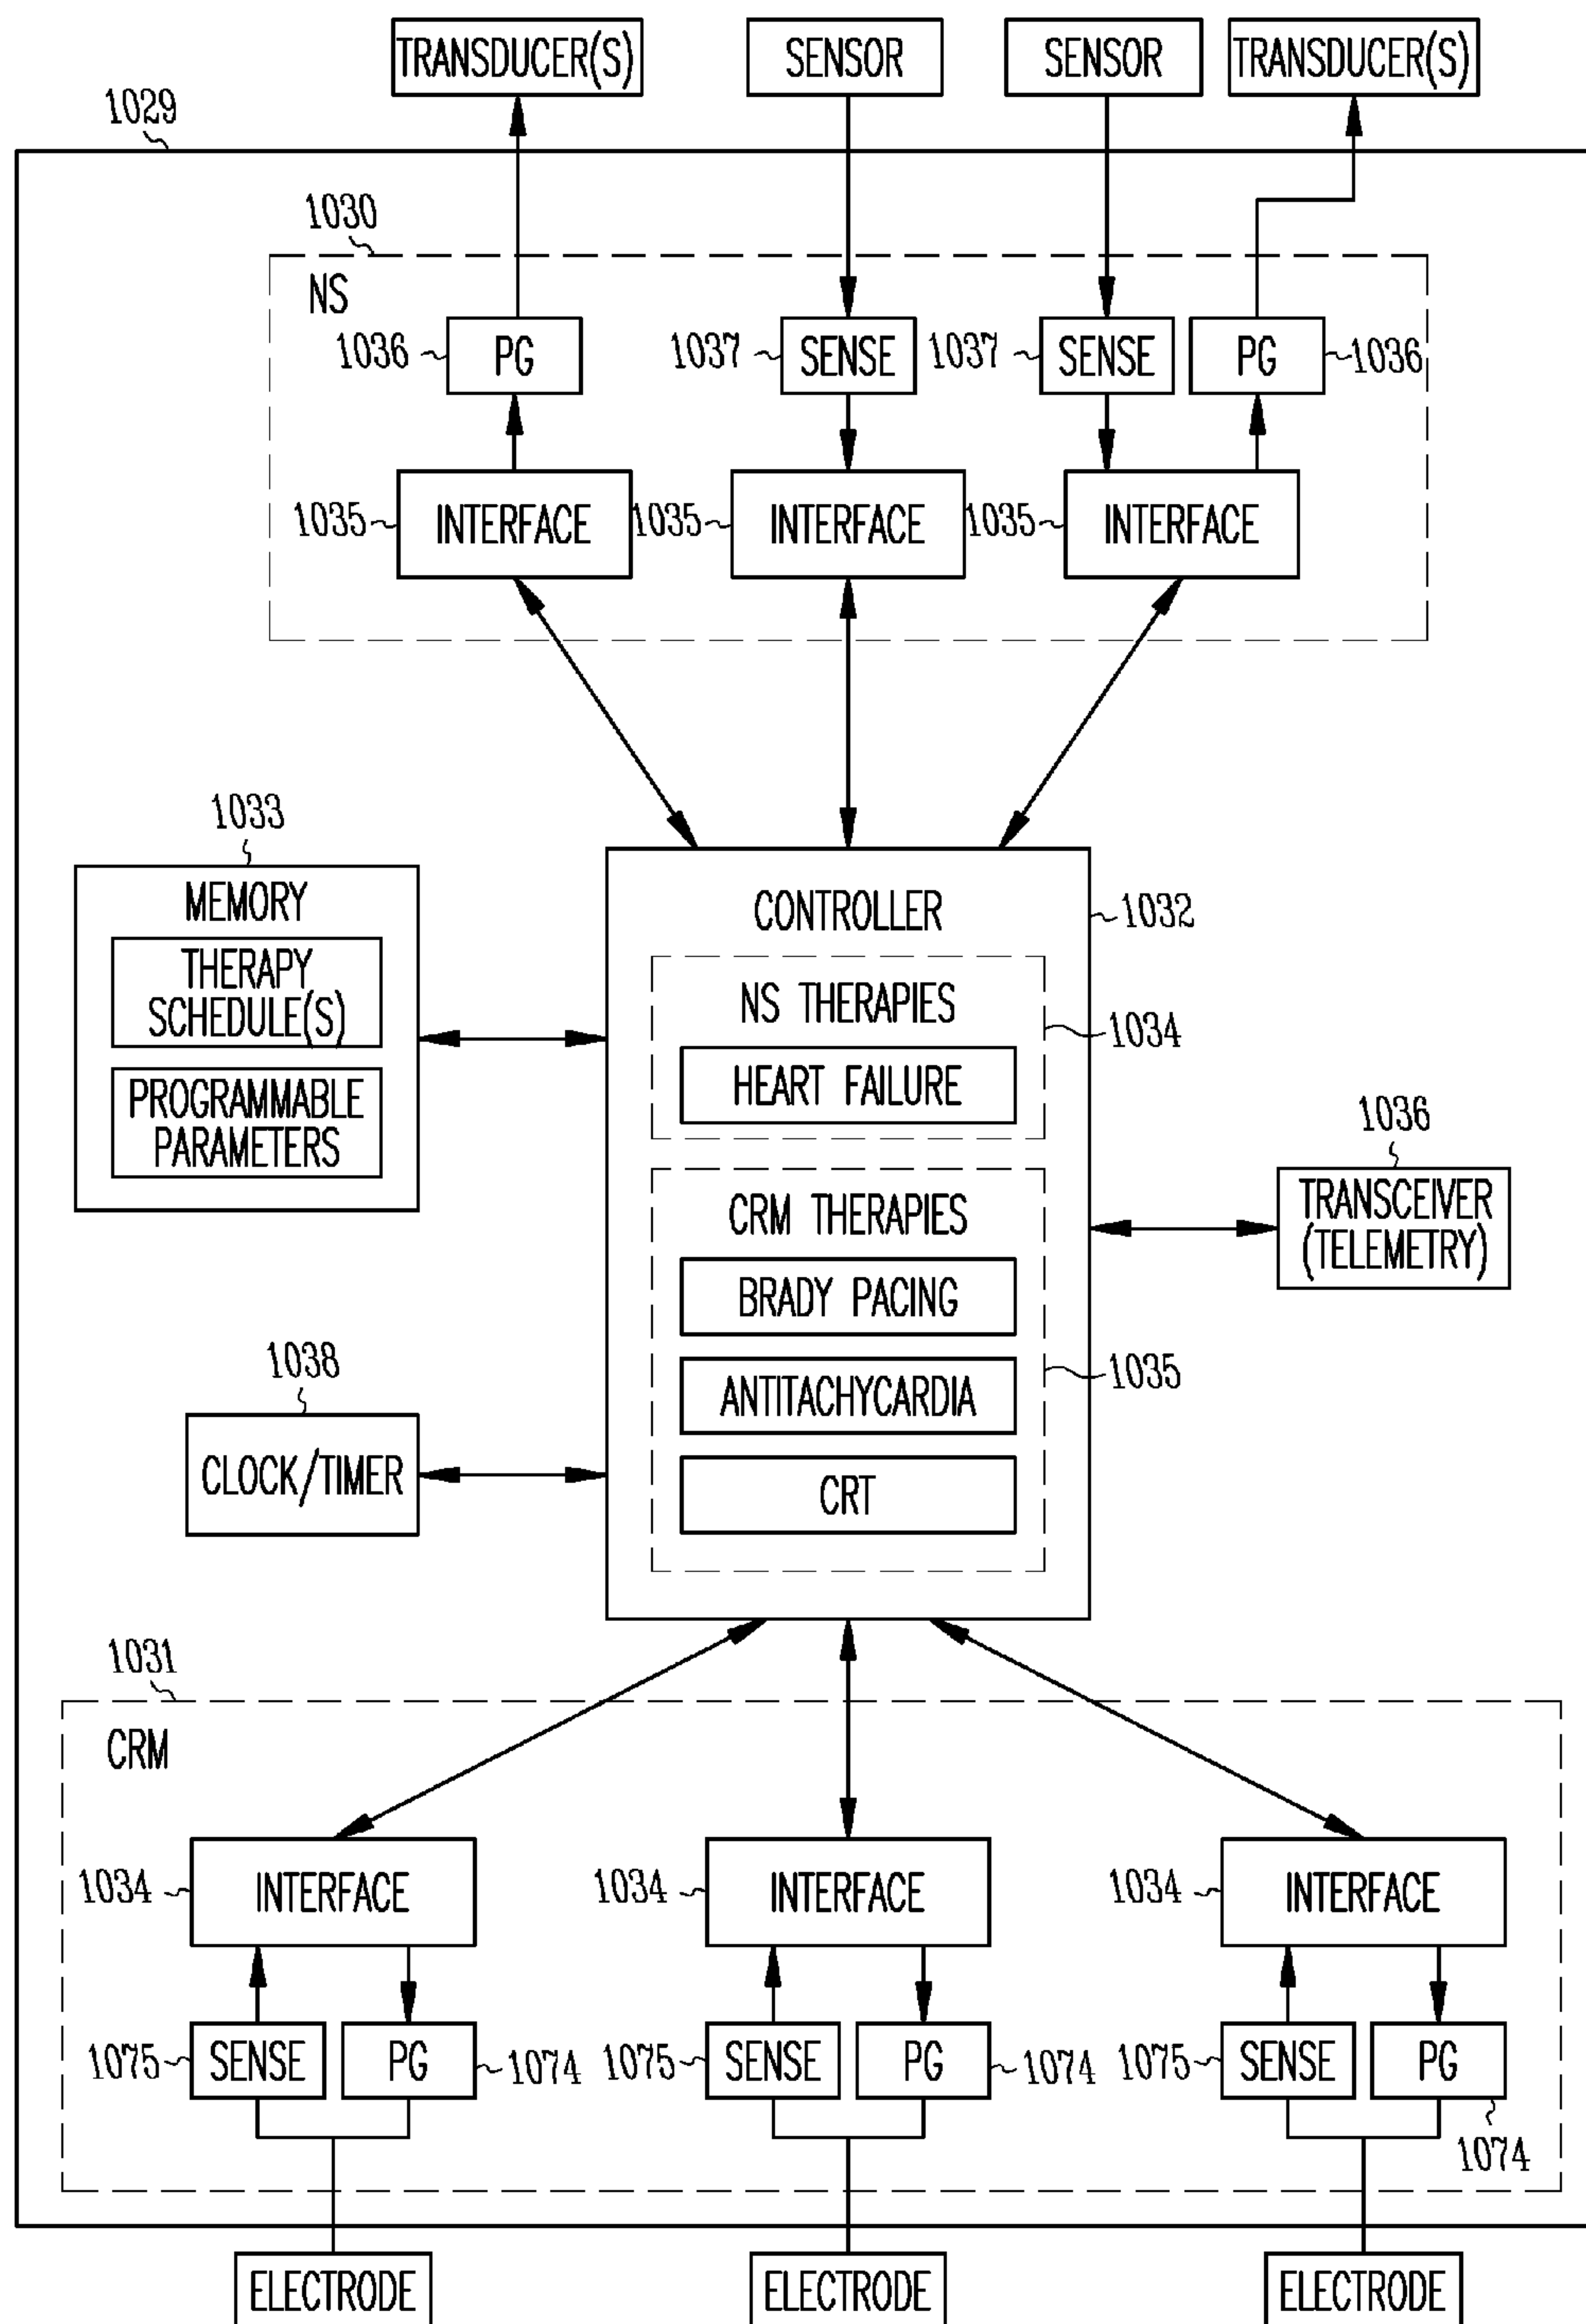 TRANSDUCER(S)
SENSOR
SENSOR
TRANSDUCER(S)
1029
1030
NS
1036
PG
1037
SENSE
1037
SENSE
PG
1036
1035
INTERFACE
1035
INTERFACE
1035
INTERFACE
1033
MEMORY
THERAPY
SCHEDULE(S)
PROGRAMMABLE
PARAMETERS
CONTROLLER
1032
NS THERAPIES
1034
HEART FAILURE
CRM THERAPIES
BRADY PACING
ANTITACHYCARDIA
1035
CRT
1036
TRANSCEIVER
(TELEMETRY)
1038
CLOCK/TIMER
1031
CRM
1034
INTERFACE
1034
INTERFACE
1034
INTERFACE
1075
SENSE
PG
1074
1075
SENSE
PG
1074
1075
SENSE
PG
1074
ELECTRODE
ELECTRODE
ELECTRODE